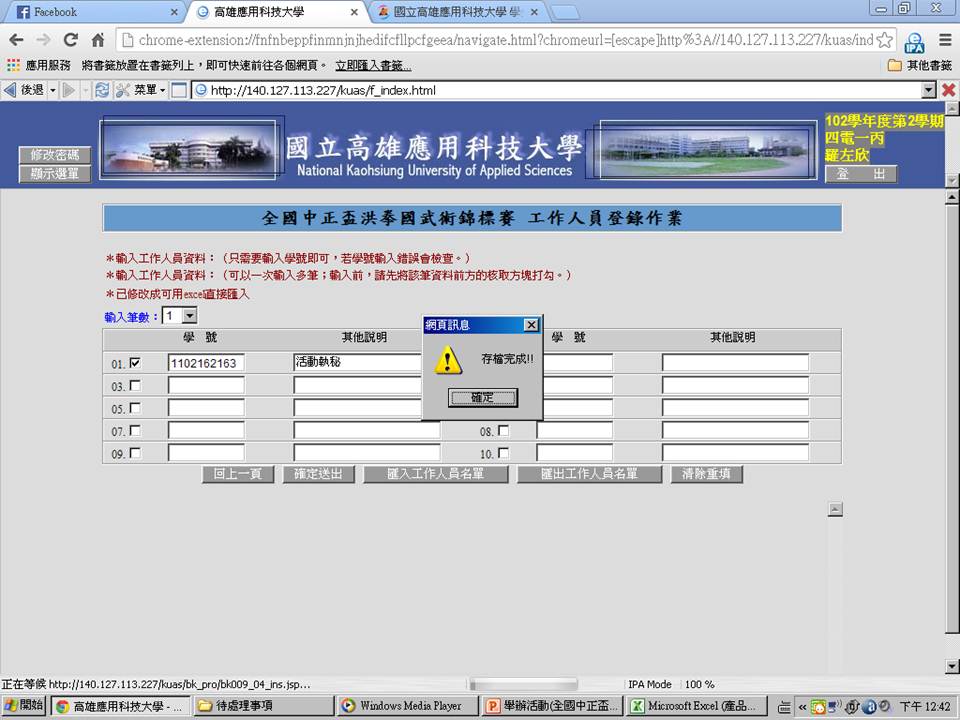 Facebook
高雄應用科技大學
國立高雄應用科技大學 學
chrome-extension://fnfnbeppfinmnjnjhedifcfllpcfgeea/navigate.html?chromeurl=[escape]http%3A//140.127.113.227/kuas/ind
IPA
應用服務 將書籤放置在書籤列上，即可快速前往各個網頁。 立即匯入書籤...
其他書籤
後退 菜單 http://140.127.113.227/kuas/f_index.html
修改密碼
顯示選單
國立高雄應用科技大學
National Kaohsiung University of Applied Sciences
102學年度第2學期
四電一丙
羅左欣
登 出
全國中正盃洪拳國武術錦標賽 工作人員登錄作業
＊輸入工作人員資料：（只需要輸入學號即可，若學號輸入錯誤會檢查。）
＊輸入工作人員資料：（可以一次輸入多筆；輸入前，請先將該筆資料前方的核取方塊打勾。）
＊已修改成可用excel直接匯入
輸入筆數： 1
學 號 其他說明 學 號 其他說明
網頁訊息
存檔完成!!
確定
01. 1102162163 活動執秘
03.
05.
07. 08.
09. 10.
回上一頁 確定送出 匯入工作人員名單 匯出工作人員名單 清除重填
正在等候 http://140.127.113.227/kuas/bk_pro/bk009_04_ins.jsp...
IPA Mode 100 %
開始 高雄應用科技大學 - ... 待處理事項 Windows Media Player 舉辦活動(全國中正盃... Microsoft Excel (產品... 下午 12:42